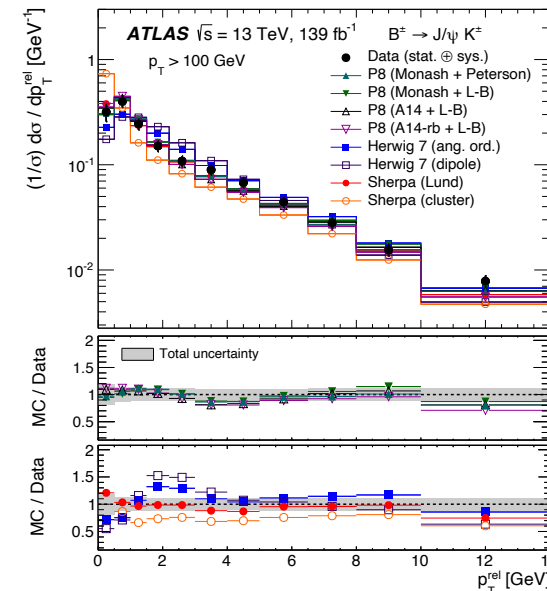 ATLAS √s = 13 TeV, 139 fb⁻¹ B± → J/ψ K±
p_T > 100 GeV
Data (stat. ⊕ sys.)
P8 (Monash + Peterson)
P8 (Monash + L-B)
P8 (A14 + L-B)
P8 (A14-rb + L-B)
Herwig 7 (ang. ord.)
Herwig 7 (dipole)
Sherpa (Lund)
Sherpa (cluster)
(1/σ) dσ / dp_T^rel [GeV⁻¹]
1
10⁻¹
10⁻²
MC / Data
2
1.5
1
0.5
Total uncertainty
MC / Data
2
1.5
1
0.5
0 2 4 6 8 10 12 14
p_T^rel [GeV]